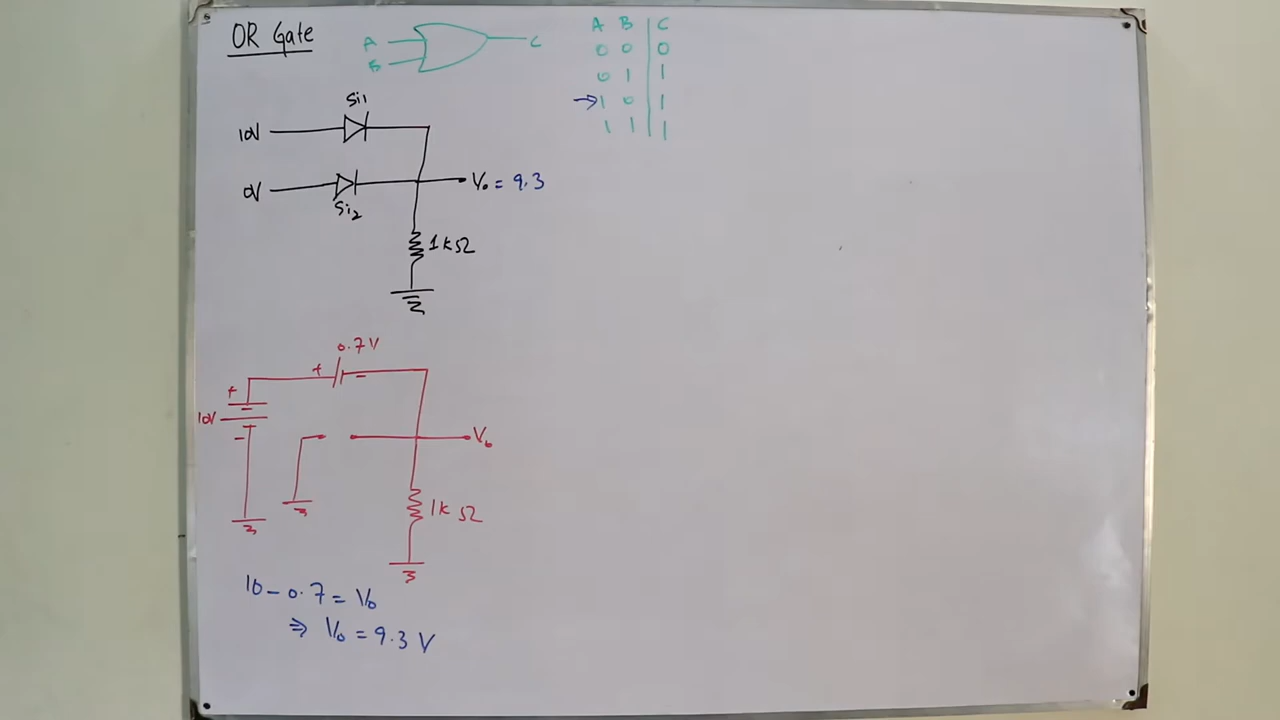 OR Gate
A
B
C
A B C
0 0 0
0 1 1
→ 1 0 1
1 1 1
Si1
10V
0V
Si2
Vo = 9.3
1kΩ
0.7V
+
-
+
10V
-
Vo
1kΩ
10 - 0.7 = Vo
⇒ Vo = 9.3 V